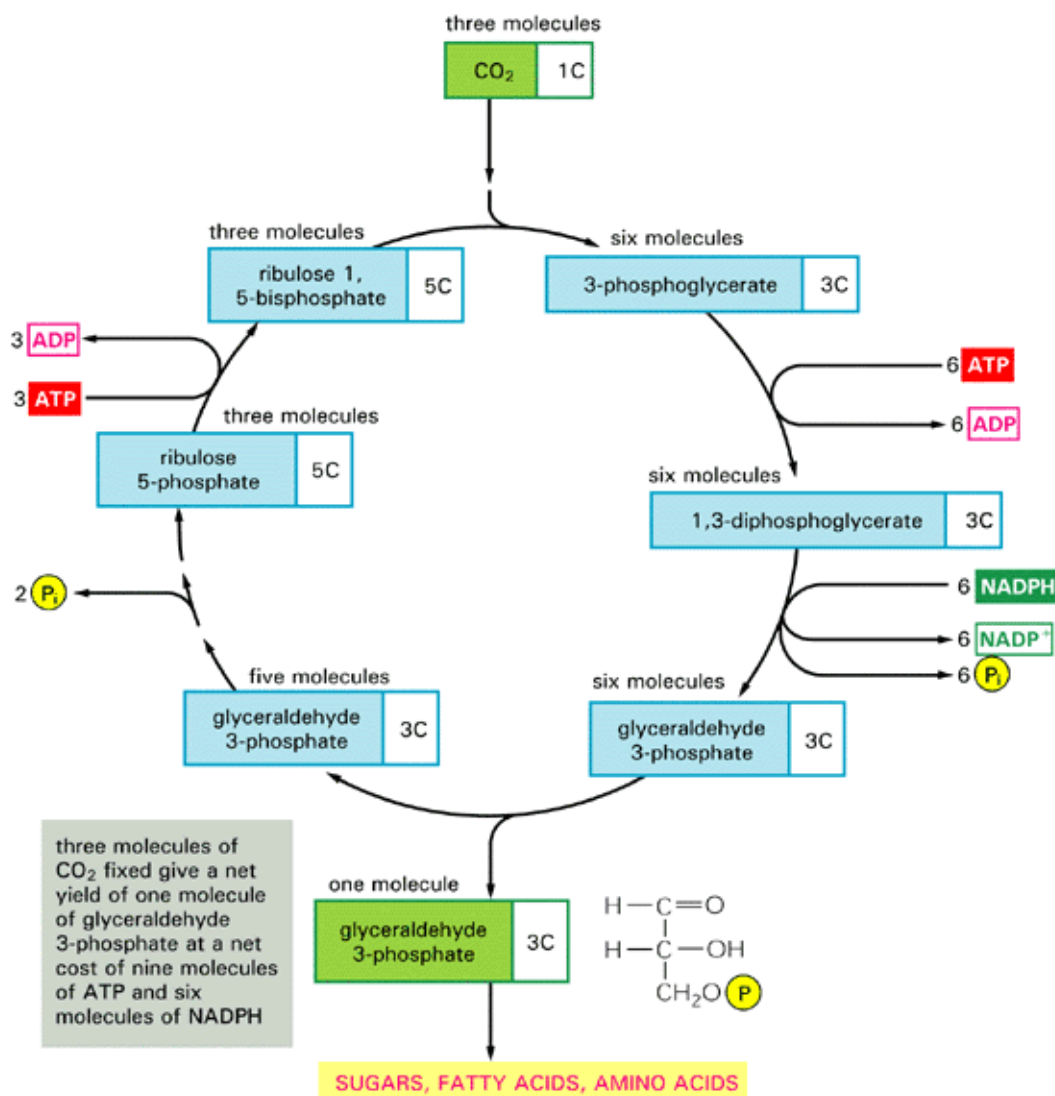 three molecules
CO₂ 1C
three molecules
ribulose 1,
5-bisphosphate
5C
six molecules
3-phosphoglycerate 3C
3 ADP
3 ATP
6 ATP
6 ADP
three molecules
ribulose
5-phosphate
5C
six molecules
1,3-diphosphoglycerate 3C
2 Pi
6 NADPH
6 NADP⁺
6 Pi
five molecules
glyceraldehyde
3-phosphate
3C
six molecules
glyceraldehyde
3-phosphate
3C
three molecules of
CO₂ fixed give a net
yield of one molecule
of glyceraldehyde
3-phosphate at a net
cost of nine molecules
of ATP and six
molecules of NADPH
one molecule
glyceraldehyde
3-phosphate
3C
H—C=O
H—C—OH
CH₂O P
SUGARS, FATTY ACIDS, AMINO ACIDS